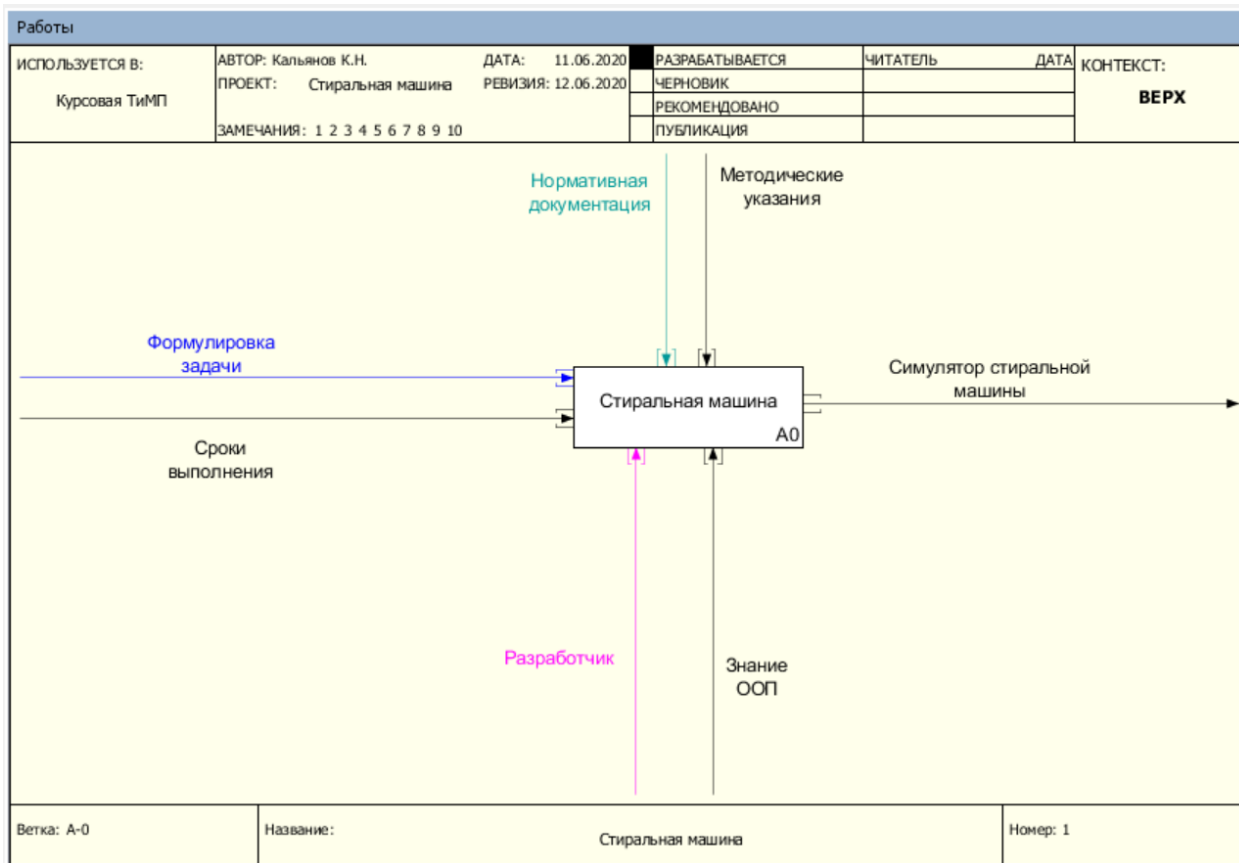 Работы
ИСПОЛЬЗУЕТСЯ В:
Курсовая ТиМП
АВТОР: Кальянов К.Н.
ДАТА: 11.06.2020
ПРОЕКТ: Стиральная машина
РЕВИЗИЯ: 12.06.2020
ЗАМЕЧАНИЯ: 1 2 3 4 5 6 7 8 9 10
РАЗРАБАТЫВАЕТСЯ
ЧЕРНОВИК
РЕКОМЕНДОВАНО
ПУБЛИКАЦИЯ
ЧИТАТЕЛЬ
ДАТА
КОНТЕКСТ:
ВЕРХ
Нормативная
документация
Методические
указания
Формулировка
задачи
Сроки
выполнения
Стиральная машина
A0
Симулятор стиральной
машины
Разработчик
Знание
ООП
Ветка: A-0
Название:
Стиральная машина
Номер: 1